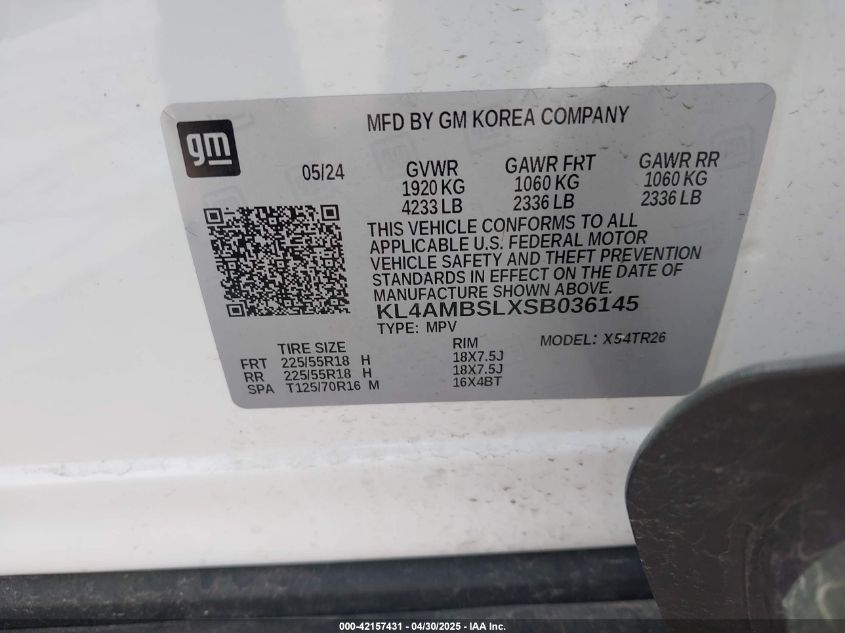 MFD BY GM KOREA COMPANY
gm
05/24
GVWR GAWR FRT GAWR RR
1920 KG 1060 KG 1060 KG
4233 LB 2336 LB 2336 LB
THIS VEHICLE CONFORMS TO ALL
APPLICABLE U.S. FEDERAL MOTOR
VEHICLE SAFETY AND THEFT PREVENTION
STANDARDS IN EFFECT ON THE DATE OF
MANUFACTURE SHOWN ABOVE.
KL4AMBSLXSB036145
TYPE: MPV
MODEL: X54TR26
TIRE SIZE RIM
FRT 225/55R18 H 18X7.5J
RR 225/55R18 H 18X7.5J
SPA T125/70R16 M 16X4BT
000-42157431 - 04/30/2025 - IAA Inc.